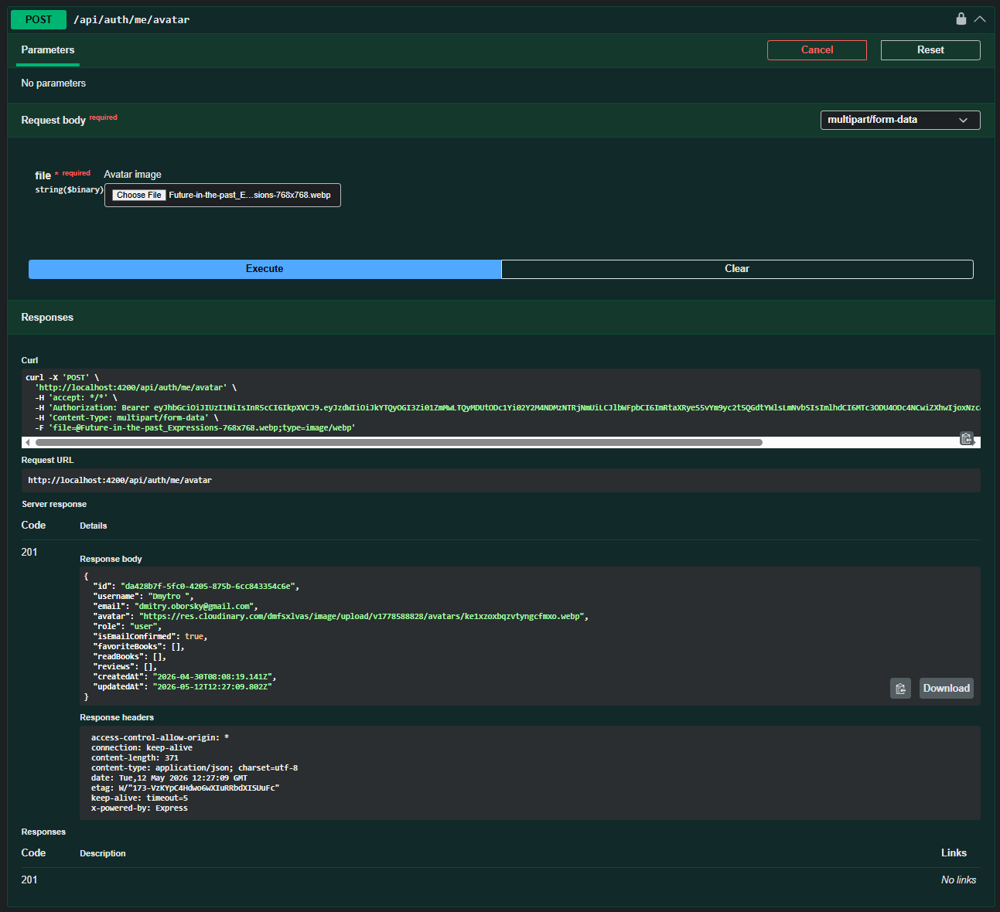 POST /api/auth/me/avatar
Parameters
Cancel
Reset
No parameters
Request body required
multipart/form-data
file * required
string($binary)
Avatar image
Choose File Future-in-the-past_E...sions-768x768.webp
Execute
Clear
Responses
Curl
curl -X 'POST' \
'http://localhost:4200/api/auth/me/avatar' \
-H 'accept: */*' \
-H 'Authorization: Bearer
-H 'Content-Type: multipart/form-data' \
-F 'file=@Future-in-the-past_Expressions-768x768.webp;type=image/webp'
Request URL
http://localhost:4200/api/auth/me/avatar
Server response
Code Details
201
Response body
{
"id": "da428b7f-5fc0-4205-875b-6cc843354c6e",
"username": "Dmytro ",
"email": "dmitry.oborsky@gmail.com",
"avatar": "https://res.cloudinary.com/dmfsxlvas/image/upload/v1778588828/avatars/ke1xzoxbqzvtyngcfmxo.webp",
"role": "user",
"isEmailConfirmed": true,
"favoriteBooks": [],
"readBooks": [],
"reviews": [],
"createdAt": "2026-04-30T08:08:19.141Z",
"updatedAt": "2026-05-12T12:27:09.802Z"
}
Download
Response headers
access-control-allow-origin: *
connection: keep-alive
content-length: 371
content-type: application/json; charset=utf-8
date: Tue,12 May 2026 12:27:09 GMT
etag: W/"173-VzKYpC4Hdwo6wXIuRRbdXISUuFc"
keep-alive: timeout=5
x-powered-by: Express
Responses
Code Description Links
201 No links